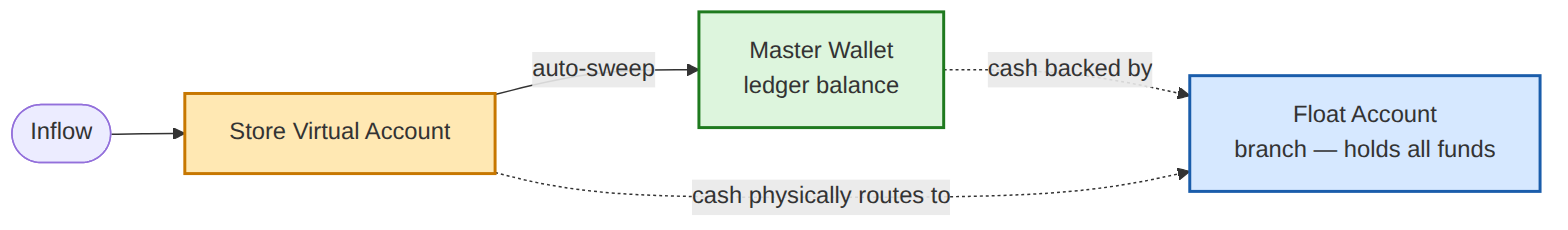 Inflow
Store Virtual Account
auto-sweep
Master Wallet
ledger balance
cash backed by
cash physically routes to
Float Account
branch — holds all funds